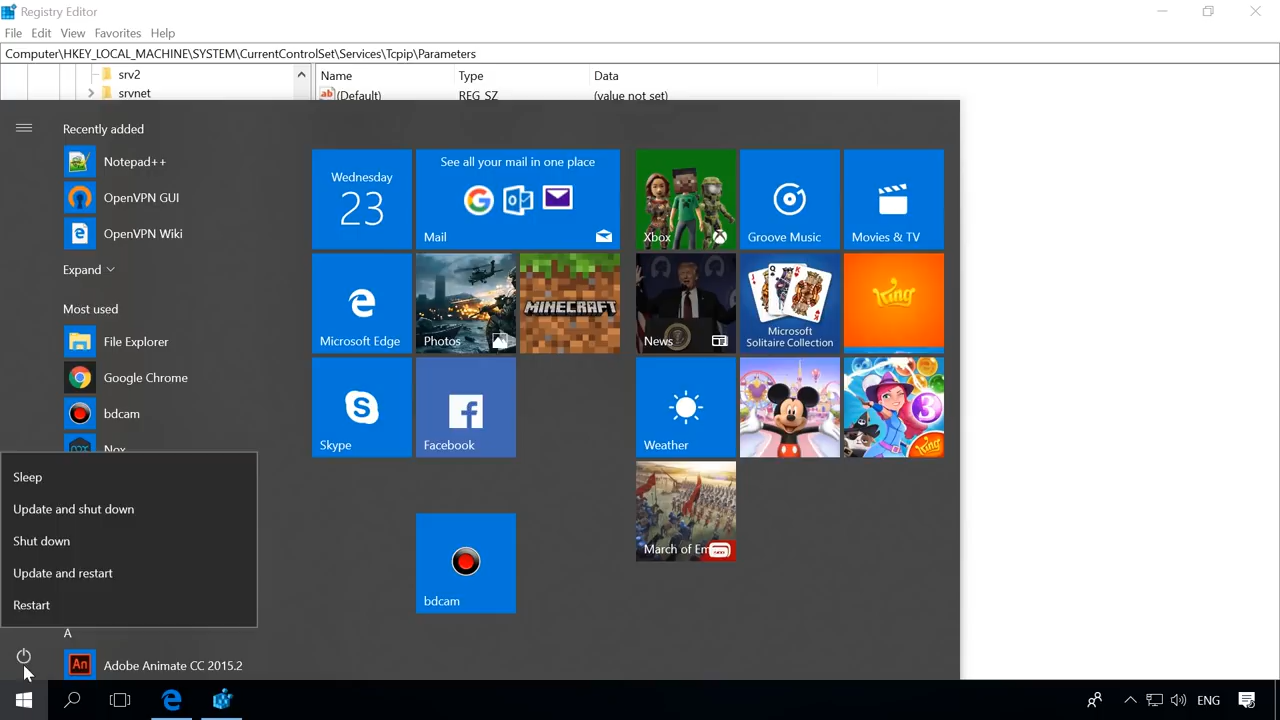 Registry Editor
File Edit View Favorites Help
Computer\HKEY_LOCAL_MACHINE\SYSTEM\CurrentControlSet\Services\Tcpip\Parameters
srv2
srvnet
Name Type Data
ab (Default) REG_SZ (value not set)
Recently added
Notepad++
OpenVPN GUI
OpenVPN Wiki
Expand
Most used
File Explorer
Google Chrome
bdcam
Nox
Sleep
Update and shut down
Shut down
Update and restart
Restart
A
An Adobe Animate CC 2015.2
Wednesday
23
See all your mail in one place
Mail
Xbox
Groove Music
Movies & TV
Microsoft Edge
Photos
MINECRAFT
News
Microsoft
Solitaire Collection
King
Skype
Facebook
Weather
3
King
March of Em
bdcam
ENG